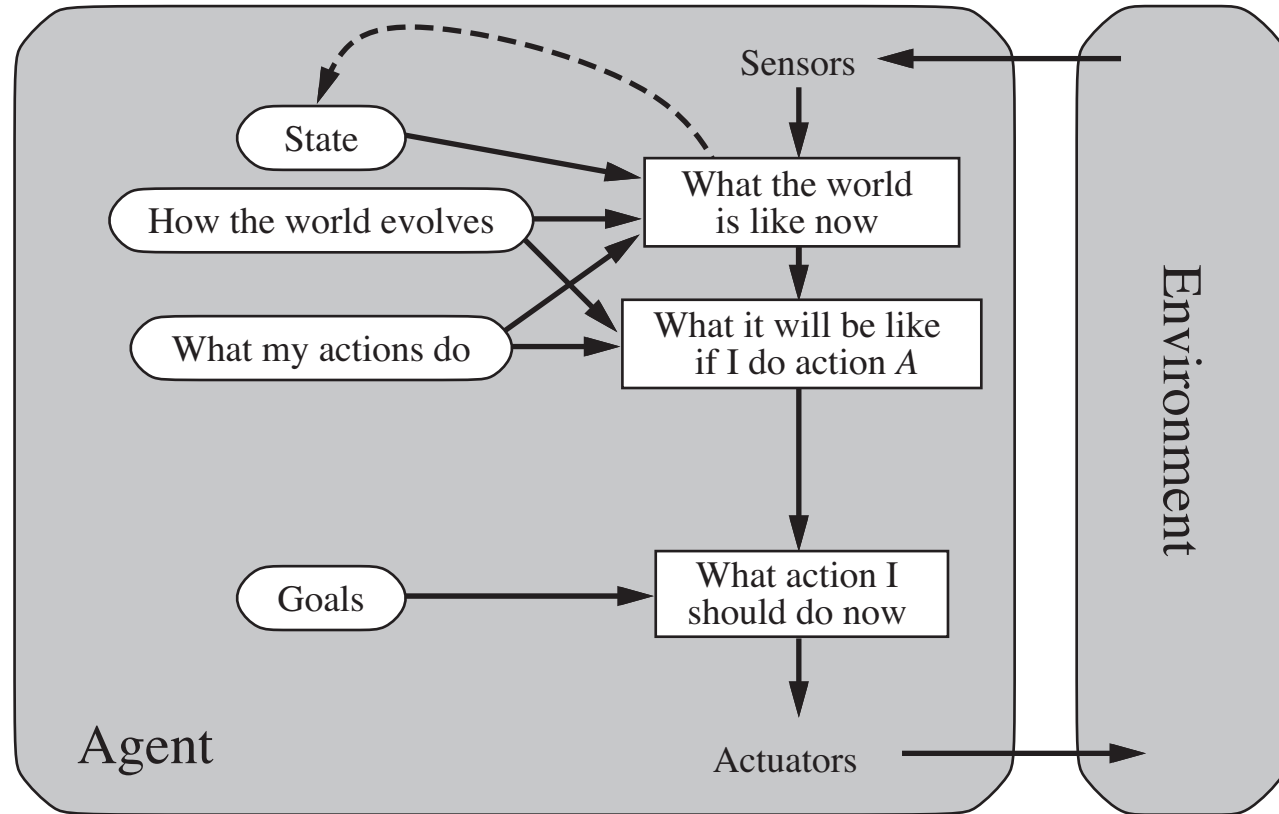 Sensors
State
What the world
is like now
How the world evolves
What it will be like
if I do action A
What my actions do
Environment
What action I
should do now
Goals
Agent
Actuators